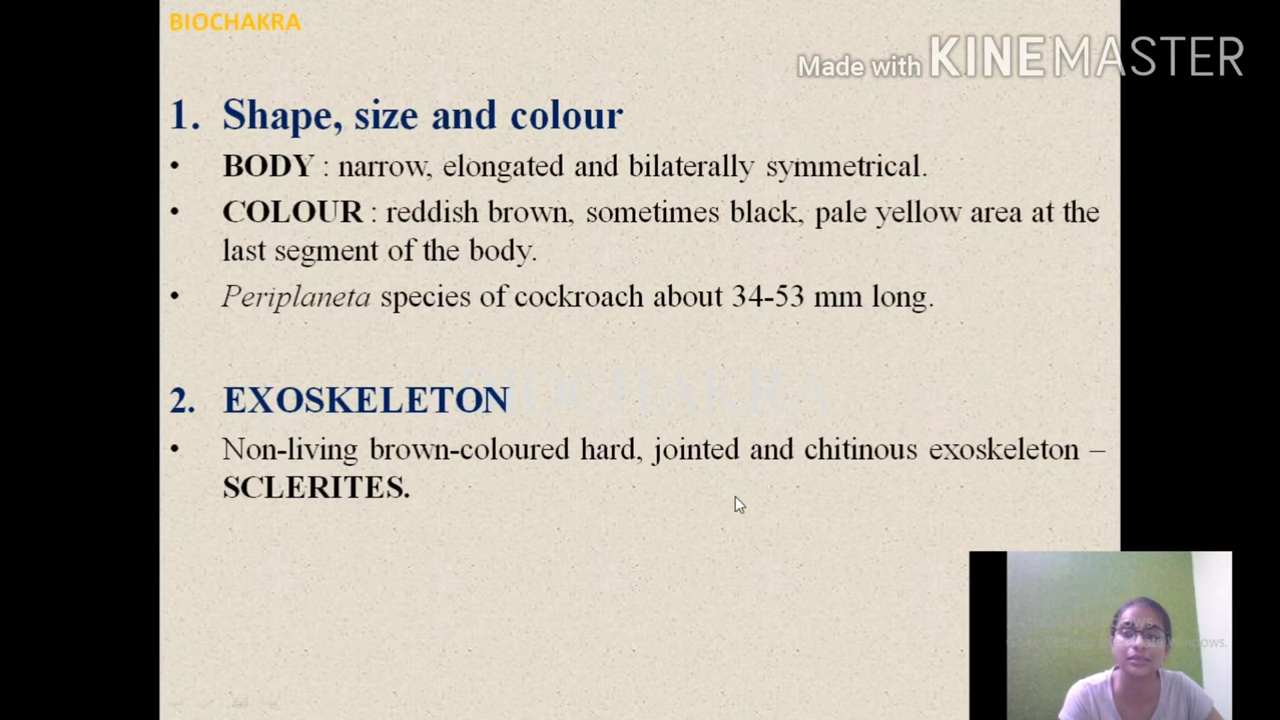 BIOCHAKRA
Made with KINEMASTER
1. Shape, size and colour
• BODY : narrow, elongated and bilaterally symmetrical.
• COLOUR : reddish brown, sometimes black, pale yellow area at the
last segment of the body.
• Periplaneta species of cockroach about 34-53 mm long.
BIOCHAKRA
2. EXOSKELETON
• Non-living brown-coloured hard, jointed and chitinous exoskeleton –
SCLERITES.